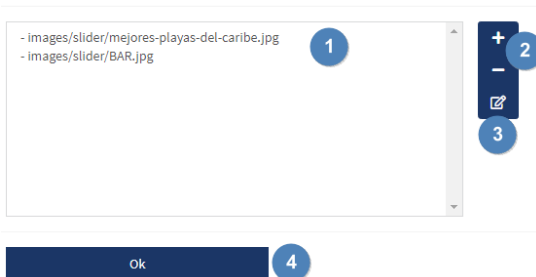 - images/slider/mejores-playas-del-caribe.jpg
- images/slider/BAR.jpg
1
+
2
-
3
Ok
4